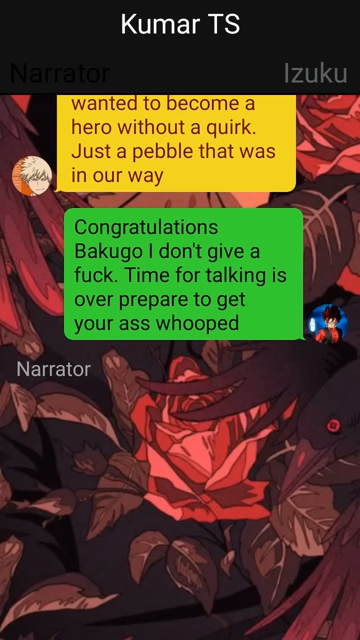 Kumar TS
Narrator
Izuku
wanted to become a
hero without a quirk.
Just a pebble that was
in our way
Congratulations
Bakugo I don't give a
fuck. Time for talking is
over prepare to get
your ass whooped
Narrator